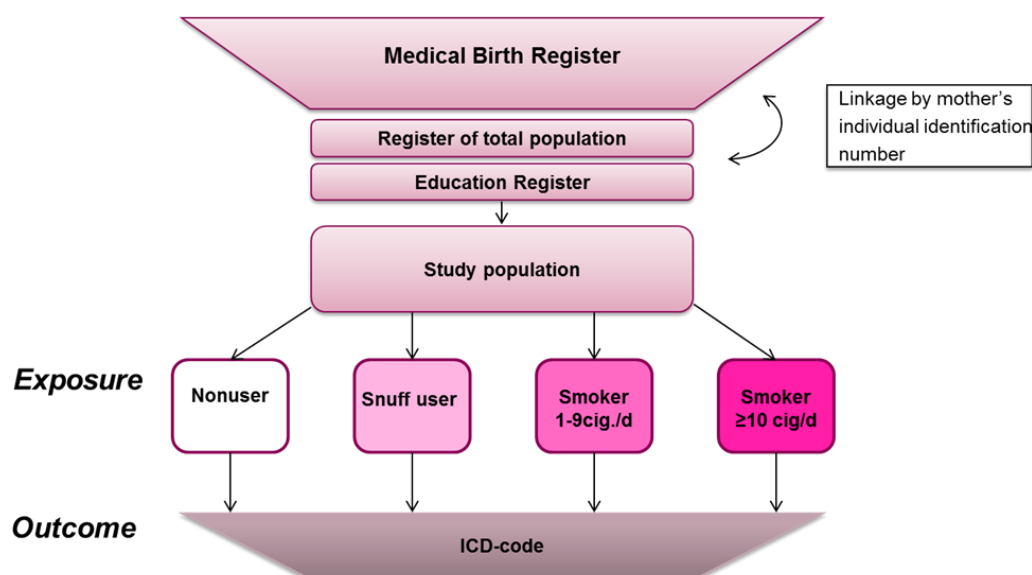 Medical Birth Register
Linkage by mother's
individual identification
number
Register of total population
Education Register
Study population
Exposure
Nonuser
Snuff user
Smoker
1-9cig./d
Smoker
≥10 cig/d
Outcome
ICD-code